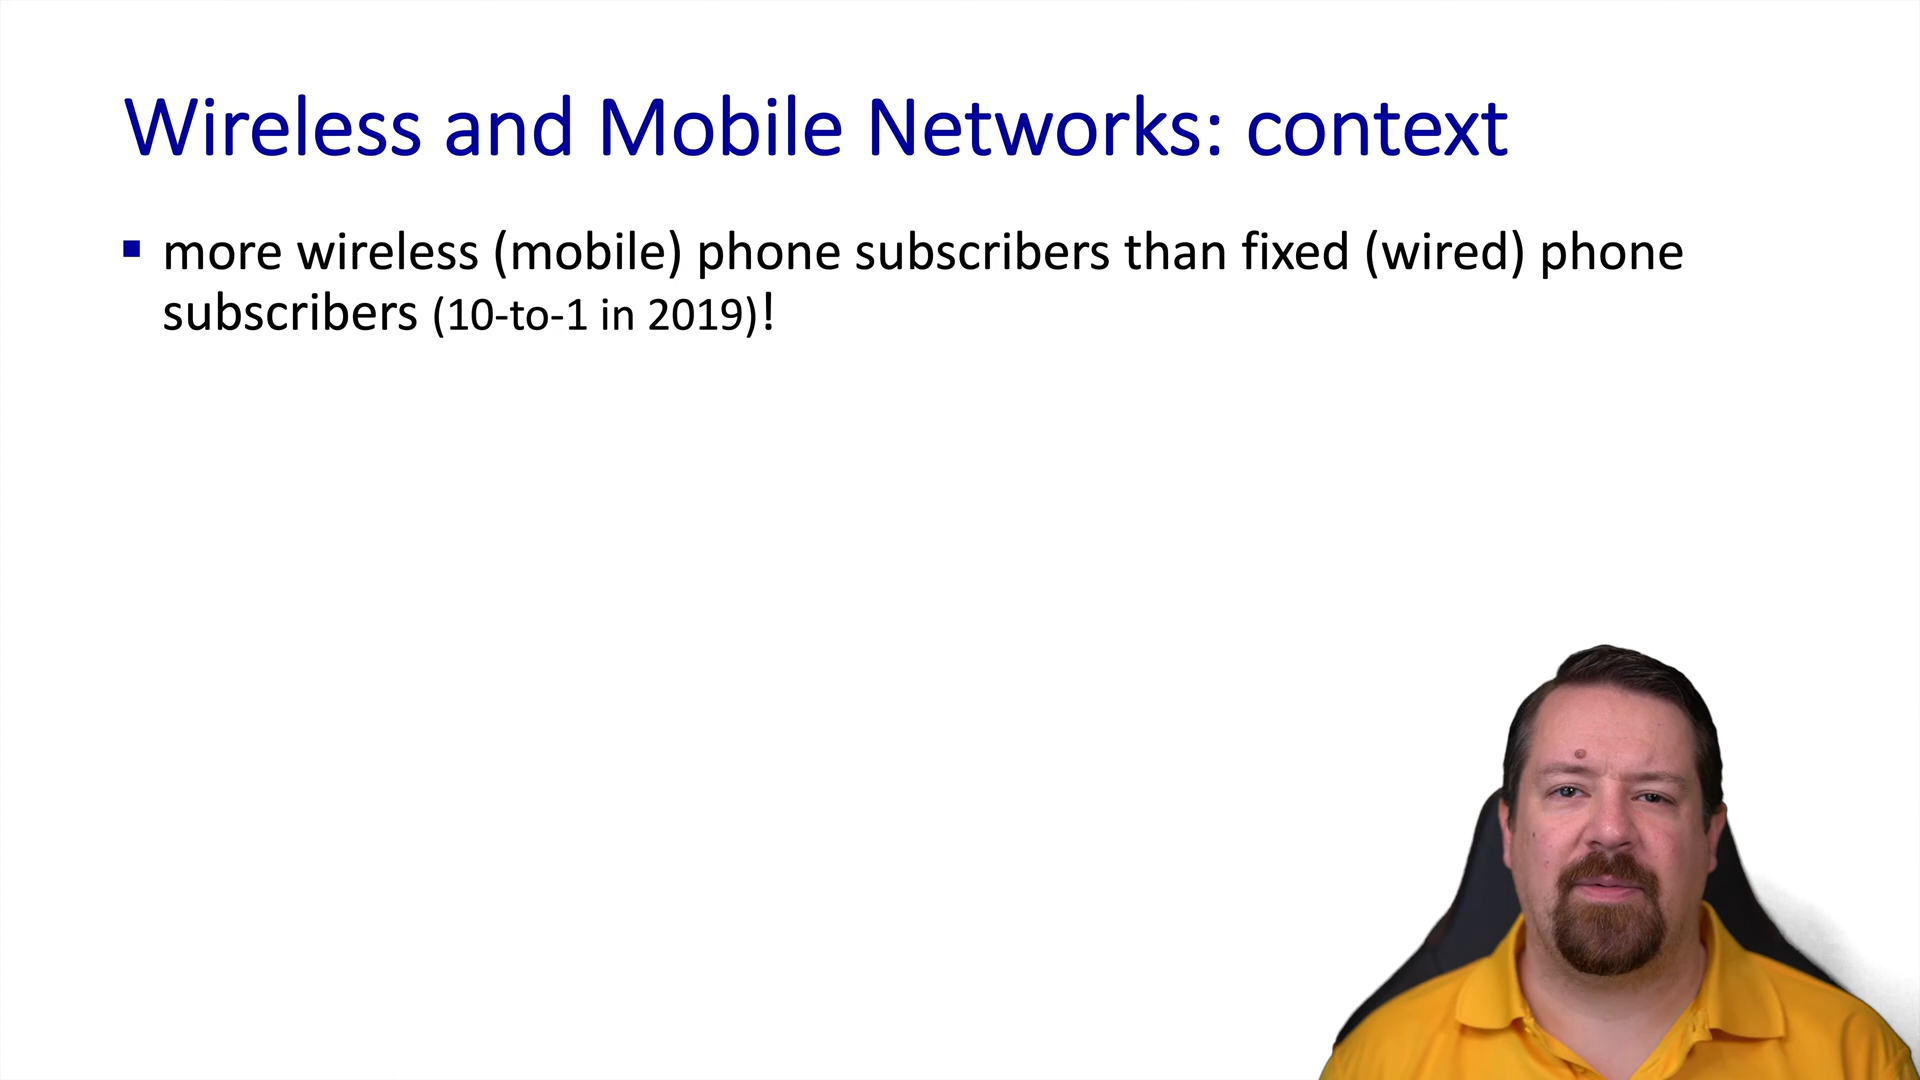 Wireless and Mobile Networks: context
▪ more wireless (mobile) phone subscribers than fixed (wired) phone
subscribers (10-to-1 in 2019)!